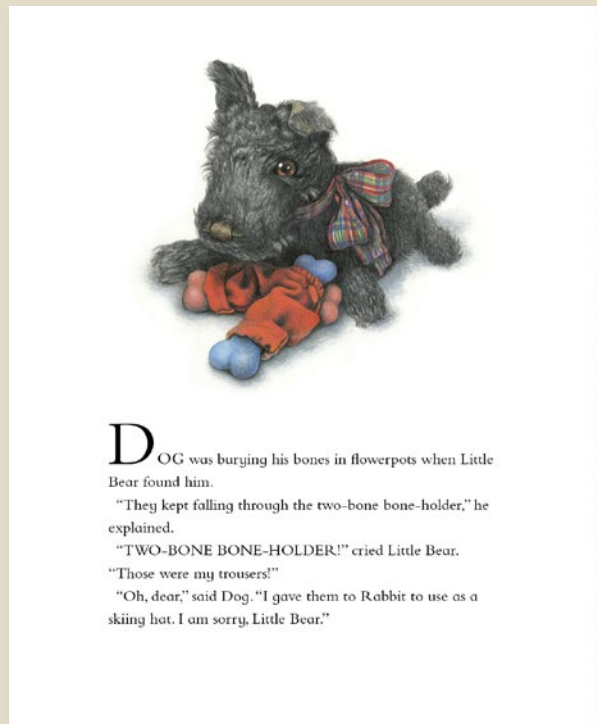 DOG was burying his bones in flowerpots when Little
Bear found him.
“They kept falling through the two-bone bone-holder,” he
explained.
“TWO-BONE BONE-HOLDER!” cried Little Bear.
“Those were my trousers!”
“Oh, dear,” said Dog. “I gave them to Rabbit to use as a
skiing hat. I am sorry, Little Bear.”